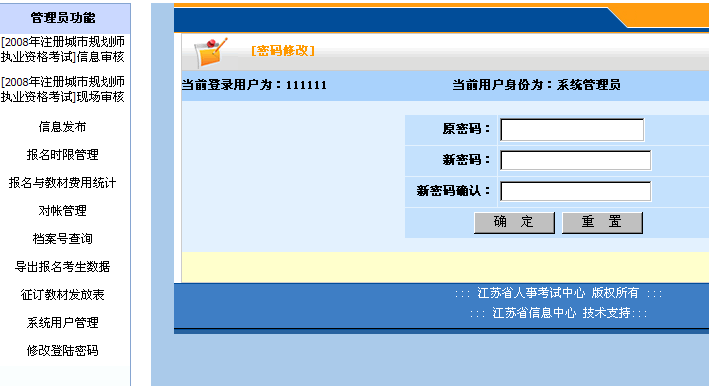 管理员功能
[2008年注册城市规划师
执业资格考试]信息审核
[2008年注册城市规划师
执业资格考试]现场审核
信息发布
报名时限管理
报名与教材费用统计
对帐管理
档案号查询
导出报名考生数据
征订教材发放表
系统用户管理
修改登陆密码
[密码修改]
当前登录用户为：111111 当前用户身份为：系统管理员
原密码：
新密码：
新密码确认：
确 定 重 置
::: 江苏省人事考试中心 版权所有 :::
::: 江苏省信息中心 技术支持:::